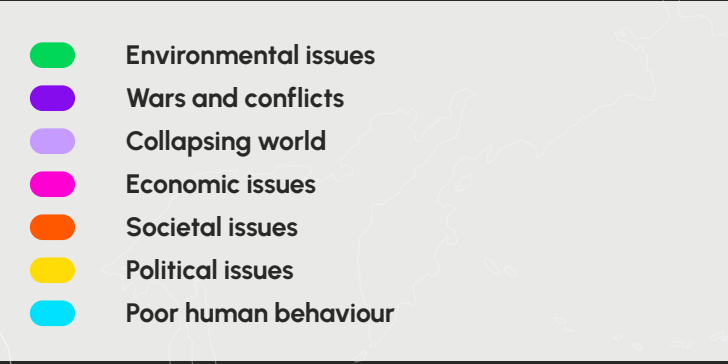 Environmental issues
Wars and conflicts
Collapsing world
Economic issues
Societal issues
Political issues
Poor human behaviour